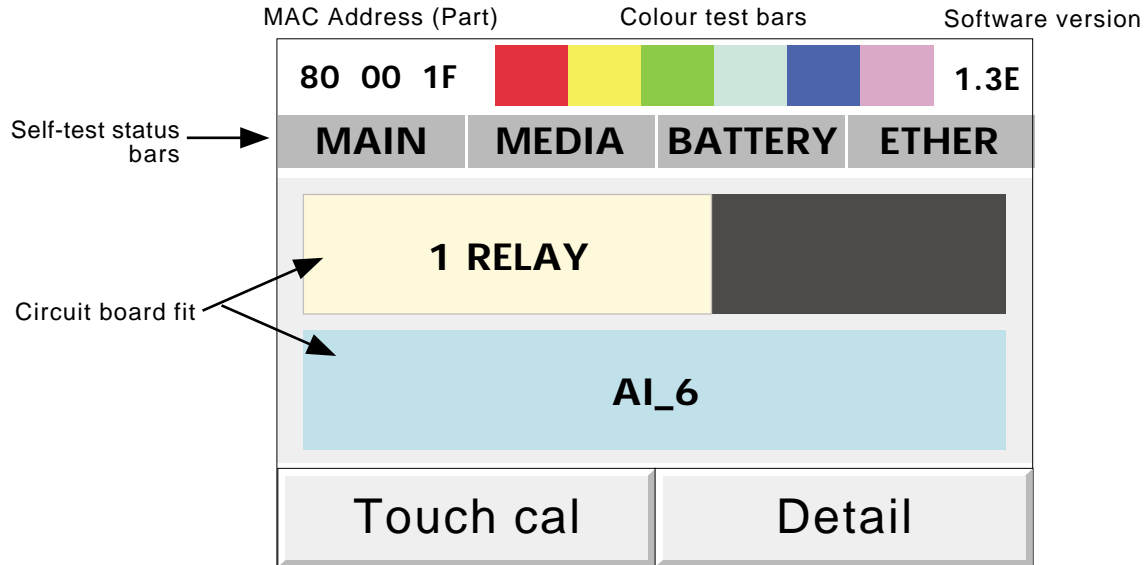 MAC Address (Part) Colour test bars Software version
80 00 1F 1.3E
Self-test status
bars
MAIN MEDIA BATTERY ETHER
1 RELAY
Circuit board fit
AI_6
Touch cal Detail